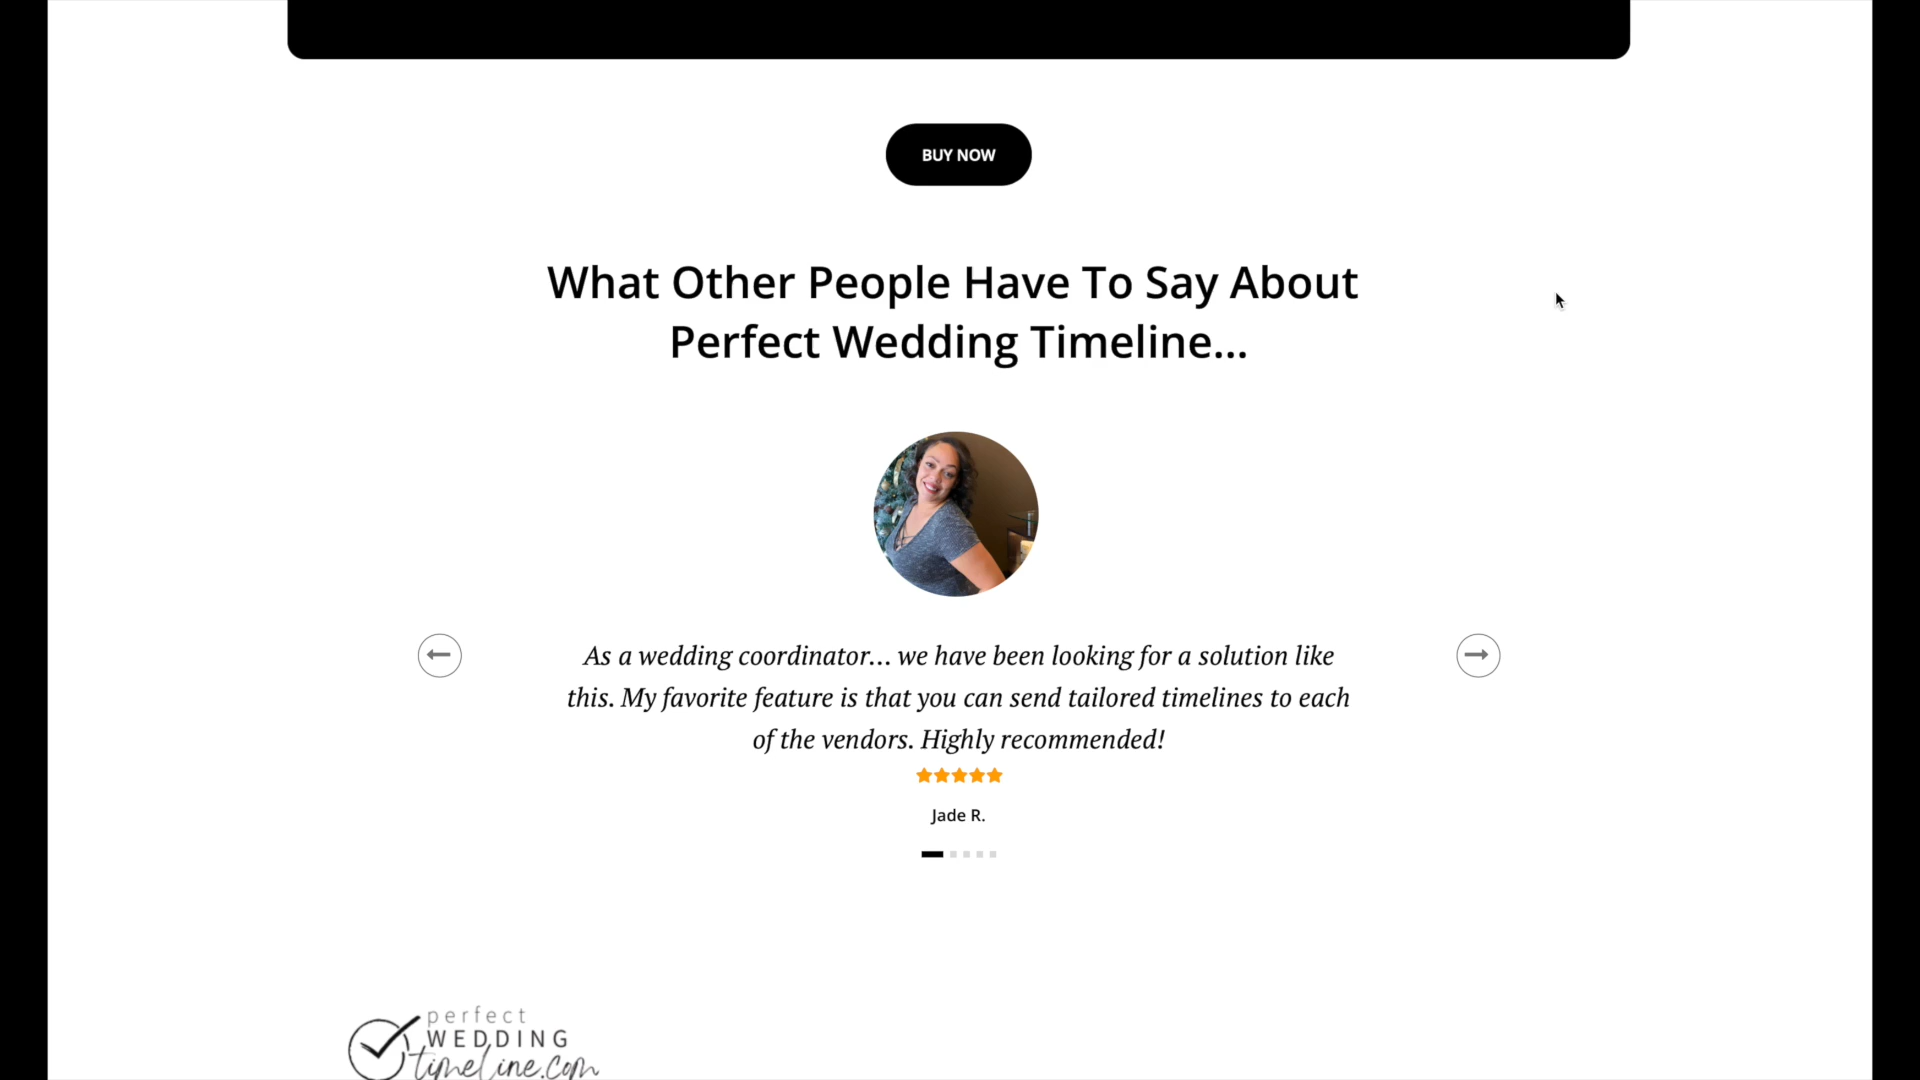 BUY NOW
What Other People Have To Say About
Perfect Wedding Timeline...
As a wedding coordinator... we have been looking for a solution like
this. My favorite feature is that you can send tailored timelines to each
of the vendors. Highly recommended!
Jade R.
perfect
WEDDING
timeline.com